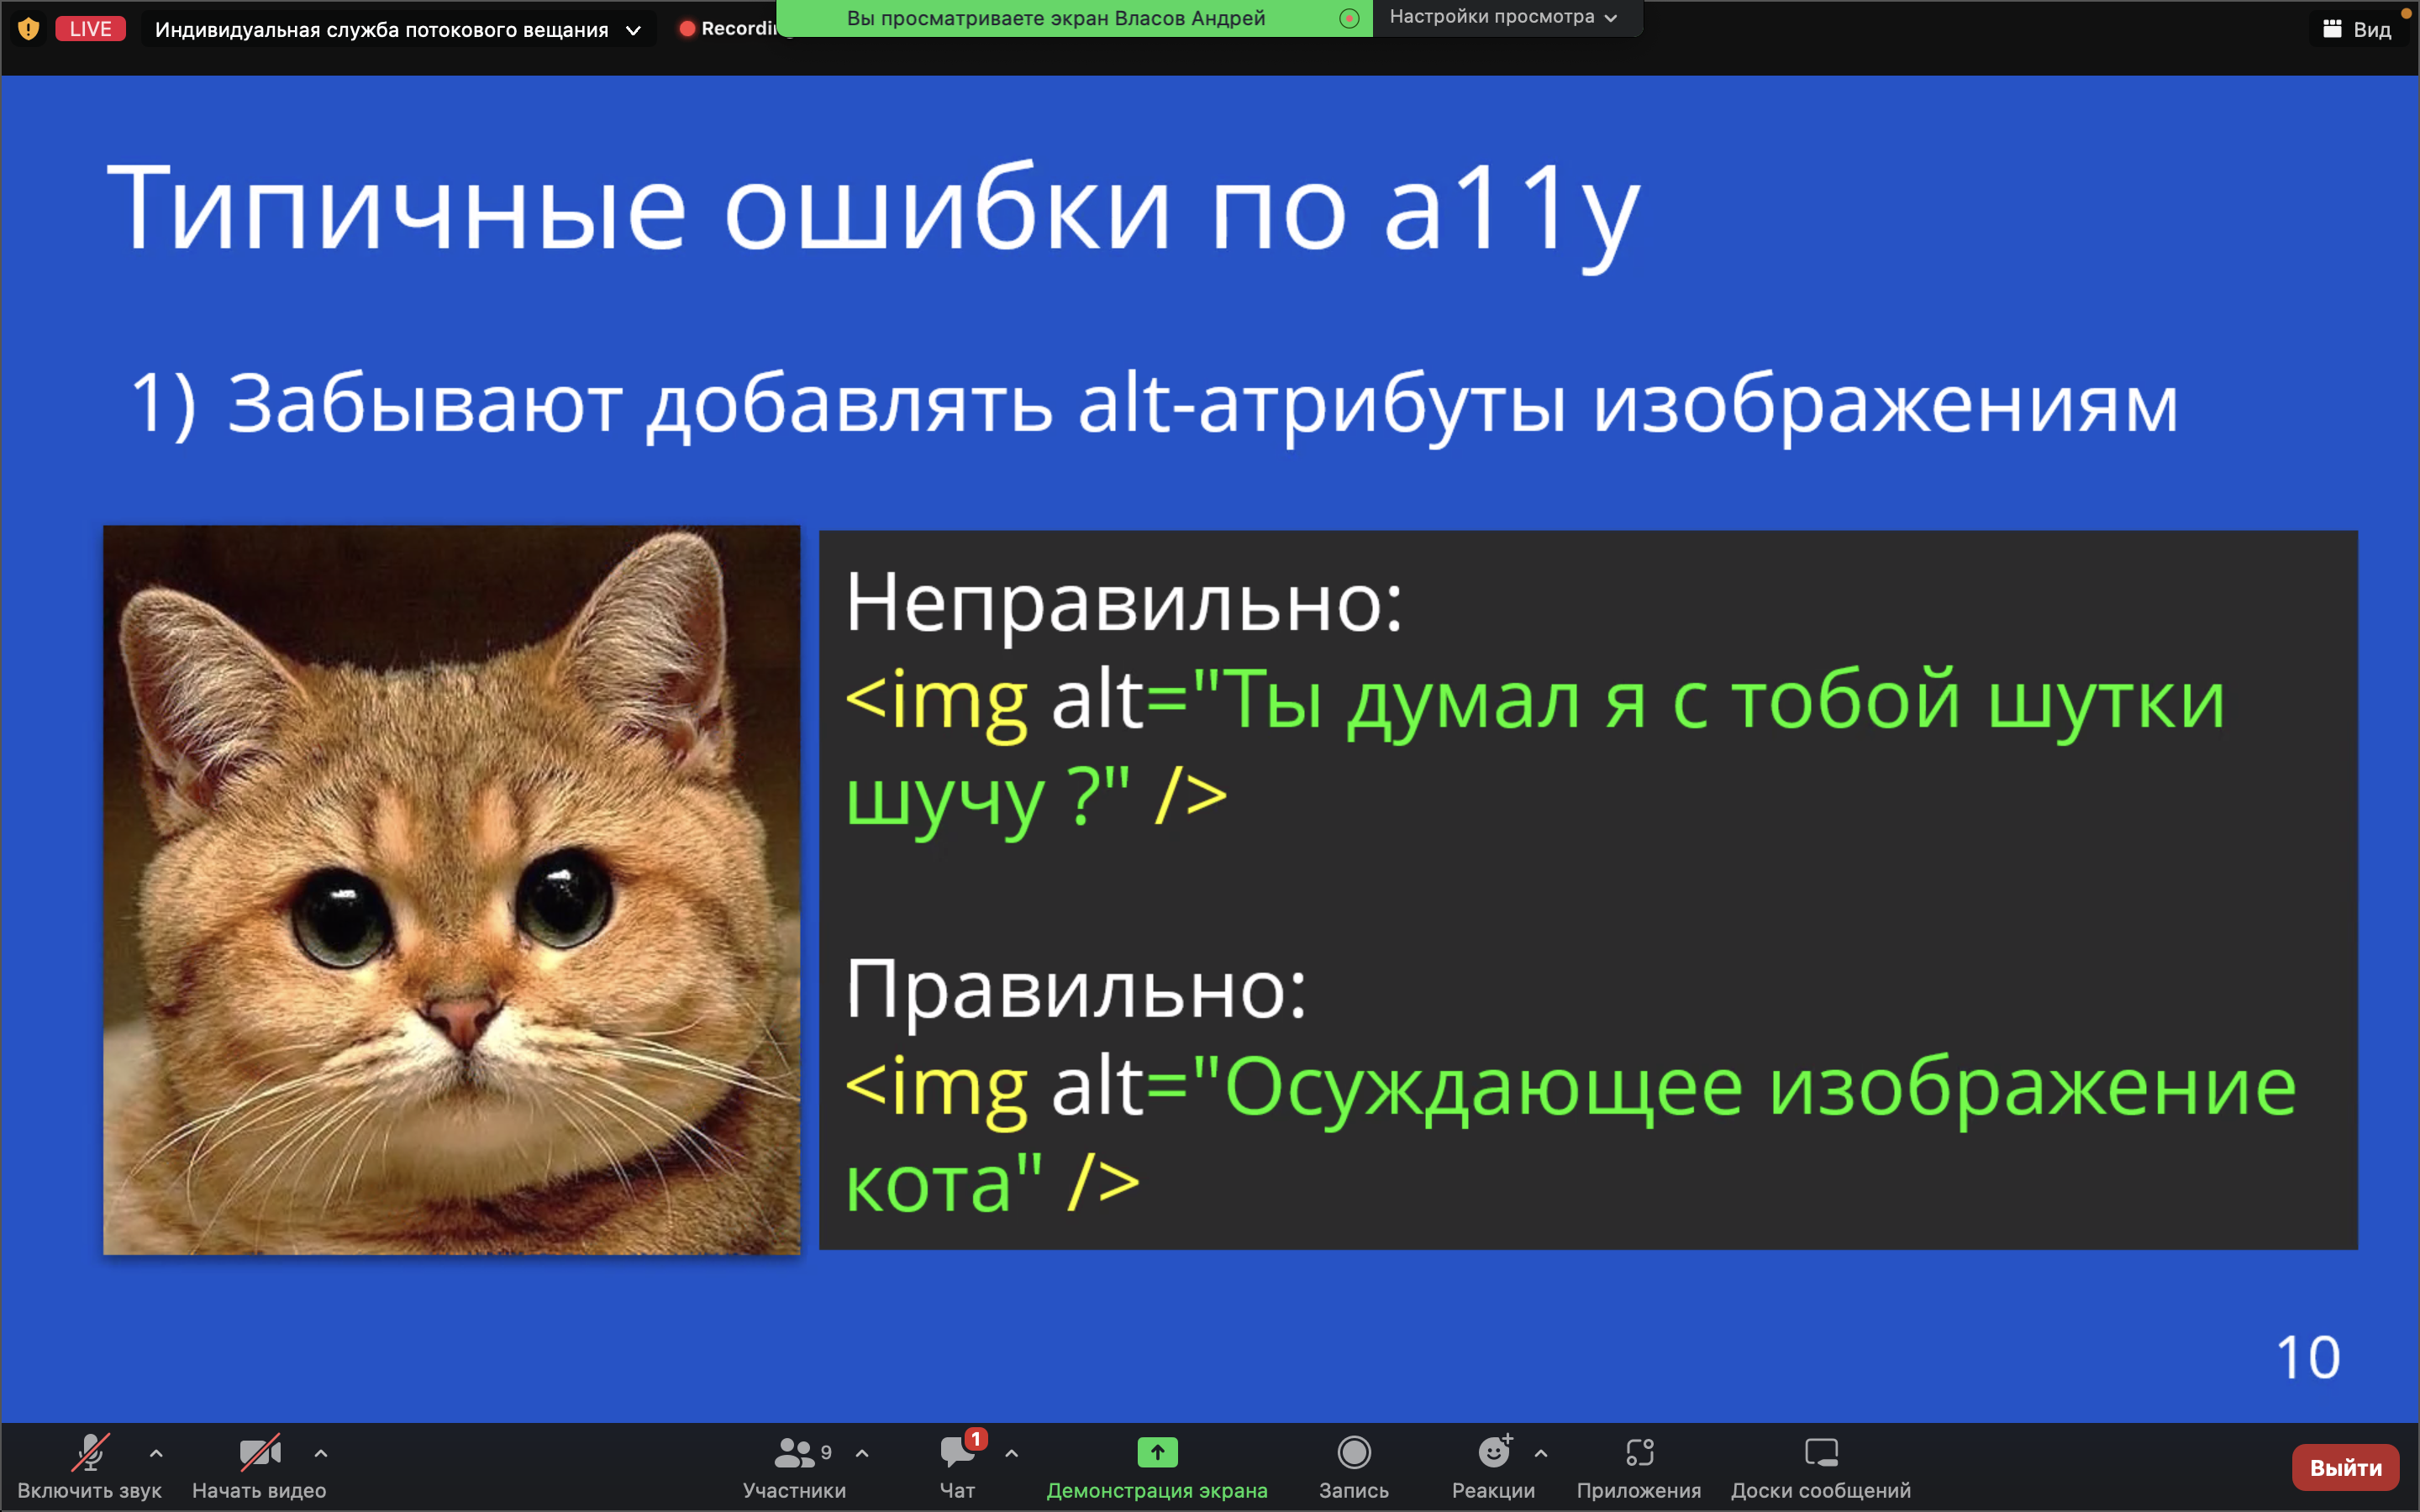 LIVE
Индивидуальная служба потокового вещания
Вы просматриваете экран Власов Андрей
Настройки просмотра
Вид
Типичные ошибки по a11y
1) Забывают добавлять alt-атрибуты изображениям
Неправильно:
<img alt="Ты думал я с тобой шутки
шучу ?" />
Правильно:
<img alt="Осуждающее изображение
кота" />
10
Включить звук
Начать видео
9
Участники
1
Чат
Демонстрация экрана
Запись
Реакции
Приложения
Доски сообщений
Выйти